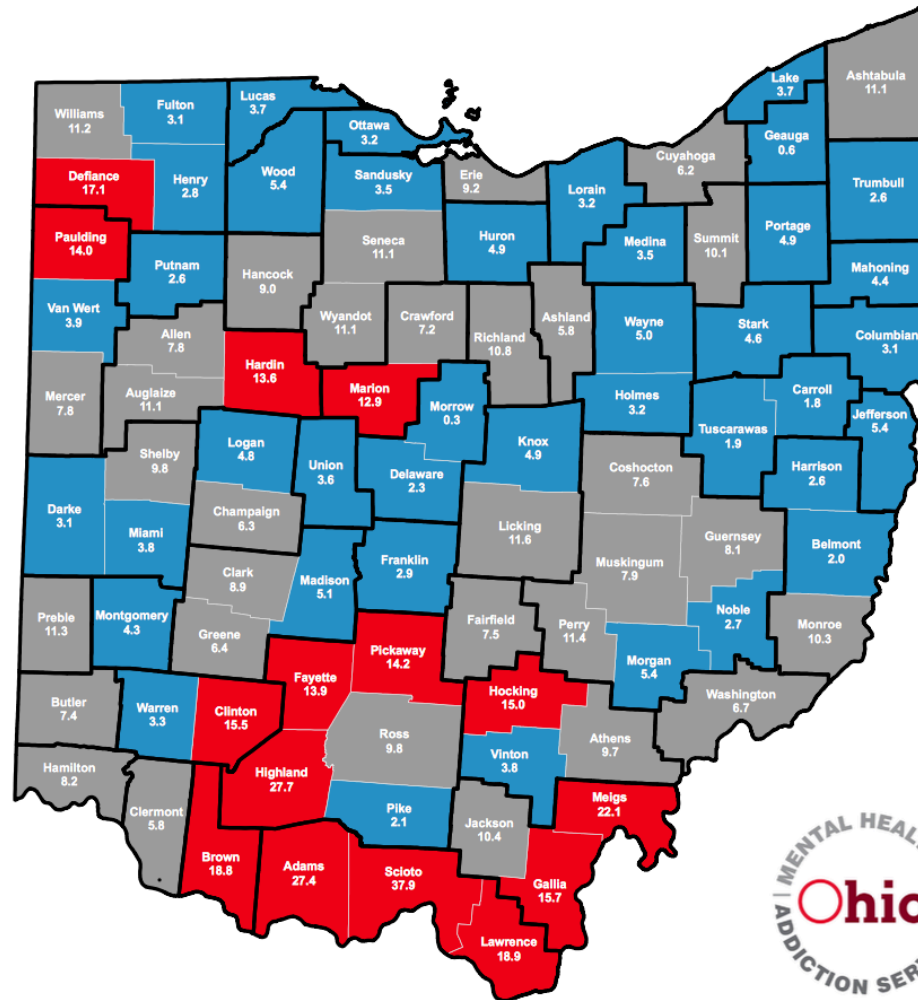 Lake
3.7
Ashtabula
11.1
Williams
11.2
Fulton
3.1
Lucas
3.7
Ottawa
3.2
Geauga
0.6
Cuyahoga
6.2
Defiance
17.1
Henry
2.8
Wood
5.4
Sandusky
3.5
Erie
9.2
Lorain
3.2
Trumbull
2.6
Paulding
14.0
Putnam
2.6
Hancock
9.0
Seneca
11.1
Huron
4.9
Medina
3.5
Summit
10.1
Portage
4.9
Mahoning
4.4
Van Wert
3.9
Allen
7.8
Wyandot
11.1
Crawford
7.2
Richland
10.8
Ashland
5.8
Wayne
5.0
Stark
4.6
Columbian
3.1
Mercer
7.8
Auglaize
11.1
Hardin
13.6
Marion
12.9
Morrow
0.3
Holmes
3.2
Carroll
1.8
Jefferson
5.4
Tuscarawas
1.9
Shelby
9.8
Logan
4.8
Union
3.6
Delaware
2.3
Knox
4.9
Coshocton
7.6
Harrison
2.6
Darke
3.1
Miami
3.8
Champaign
6.3
Licking
11.6
Muskingum
7.9
Guernsey
8.1
Belmont
2.0
Clark
8.9
Madison
5.1
Franklin
2.9
Preble
11.3
Montgomery
4.3
Greene
6.4
Pickaway
14.2
Fairfield
7.5
Perry
11.4
Morgan
5.4
Noble
2.7
Monroe
10.3
Butler
7.4
Warren
3.3
Clinton
15.5
Fayette
13.9
Ross
9.8
Hocking
15.0
Athens
9.7
Washington
6.7
Hamilton
8.2
Clermont
5.8
Highland
27.7
Pike
2.1
Vinton
3.8
Jackson
10.4
Meigs
22.1
Brown
18.8
Adams
27.4
Scioto
37.9
Gallia
15.7
Lawrence
18.9
MENTAL HEAL
Ohio
ADDICTION SER